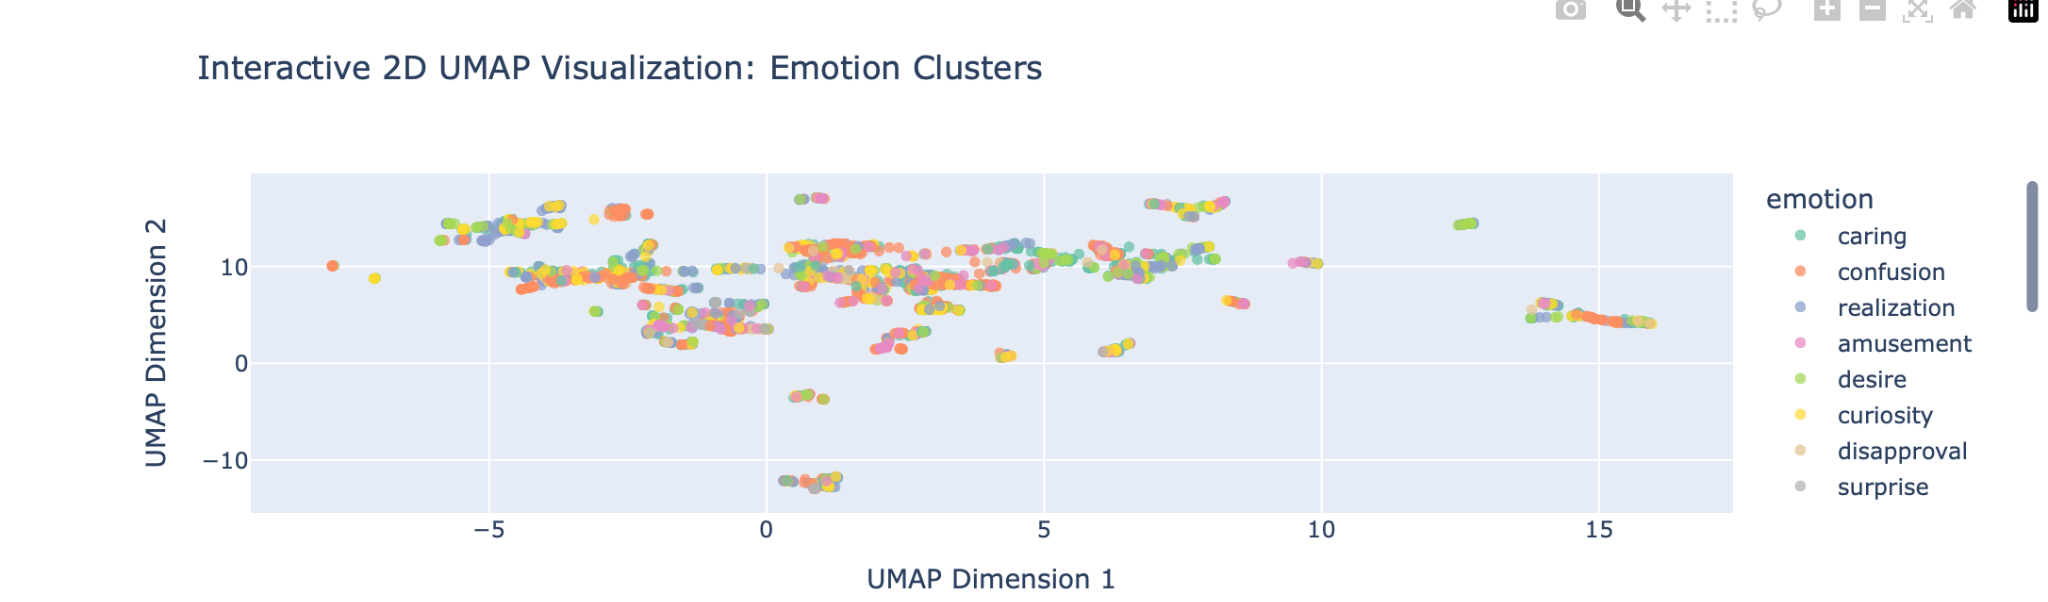 Interactive 2D UMAP Visualization: Emotion Clusters
UMAP Dimension 2
10
0
−10
−5
0
5
10
15
UMAP Dimension 1
emotion
caring
confusion
realization
amusement
desire
curiosity
disapproval
surprise